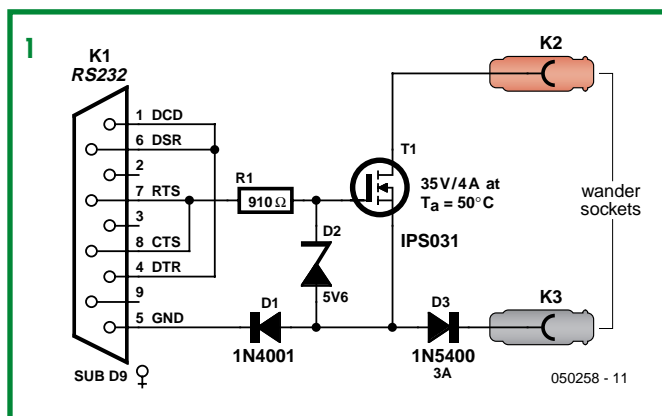 1
K1
RS232
1 DCD
6 DSR
2
7 RTS
3
8 CTS
4 DTR
9
5 GND
SUB D9 ♀
R1
910 Ω
D2
5V6
D1
1N4001
T1
35V/4A at
Ta = 50°C
IPS031
D3
1N5400
3A
K2
wander
sockets
K3
050258 - 11